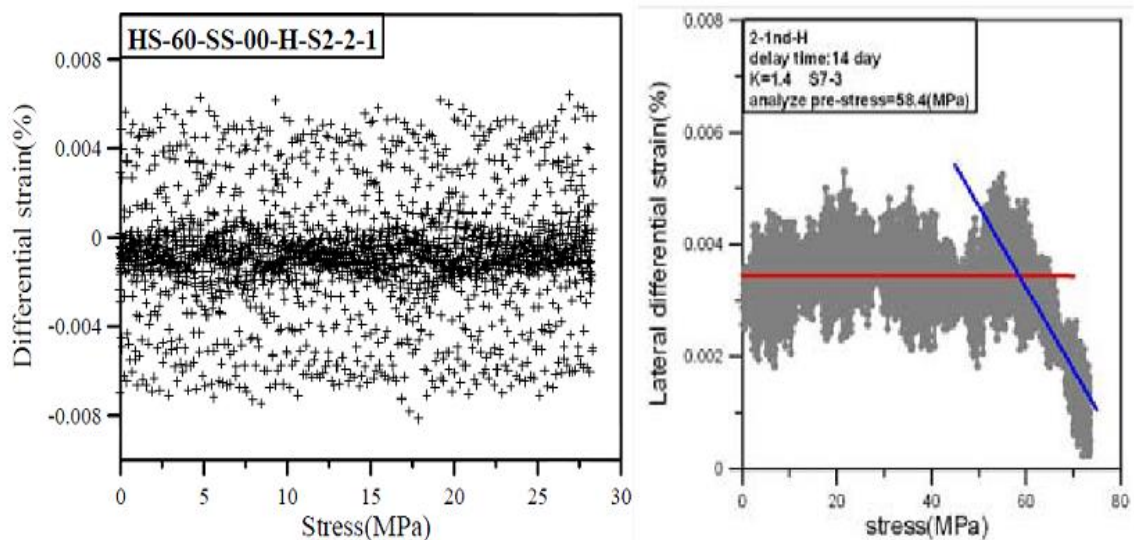 HS-60-SS-00-H-S2-2-1
0.008
0.004
0
-0.004
-0.008
Differential strain(%)
0 5 10 15 20 25 30
Stress(MPa)
2-1nd-H
delay time:14 day
K=1.4 S7-3
analyze pre-stress=58.4(MPa)
0.008
0.006
0.004
0.002
0
Lateral differential strain(%)
0 20 40 60 80
stress(MPa)